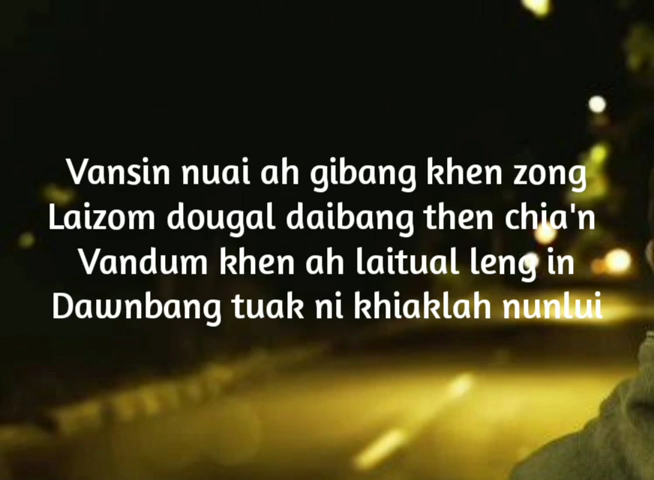 Vansin nuai ah gibang khen zong
Laizom dougal daibang then chia'n
Vandum khen ah laitual leng in
Dawnbang tuak ni khiaklah nunlui